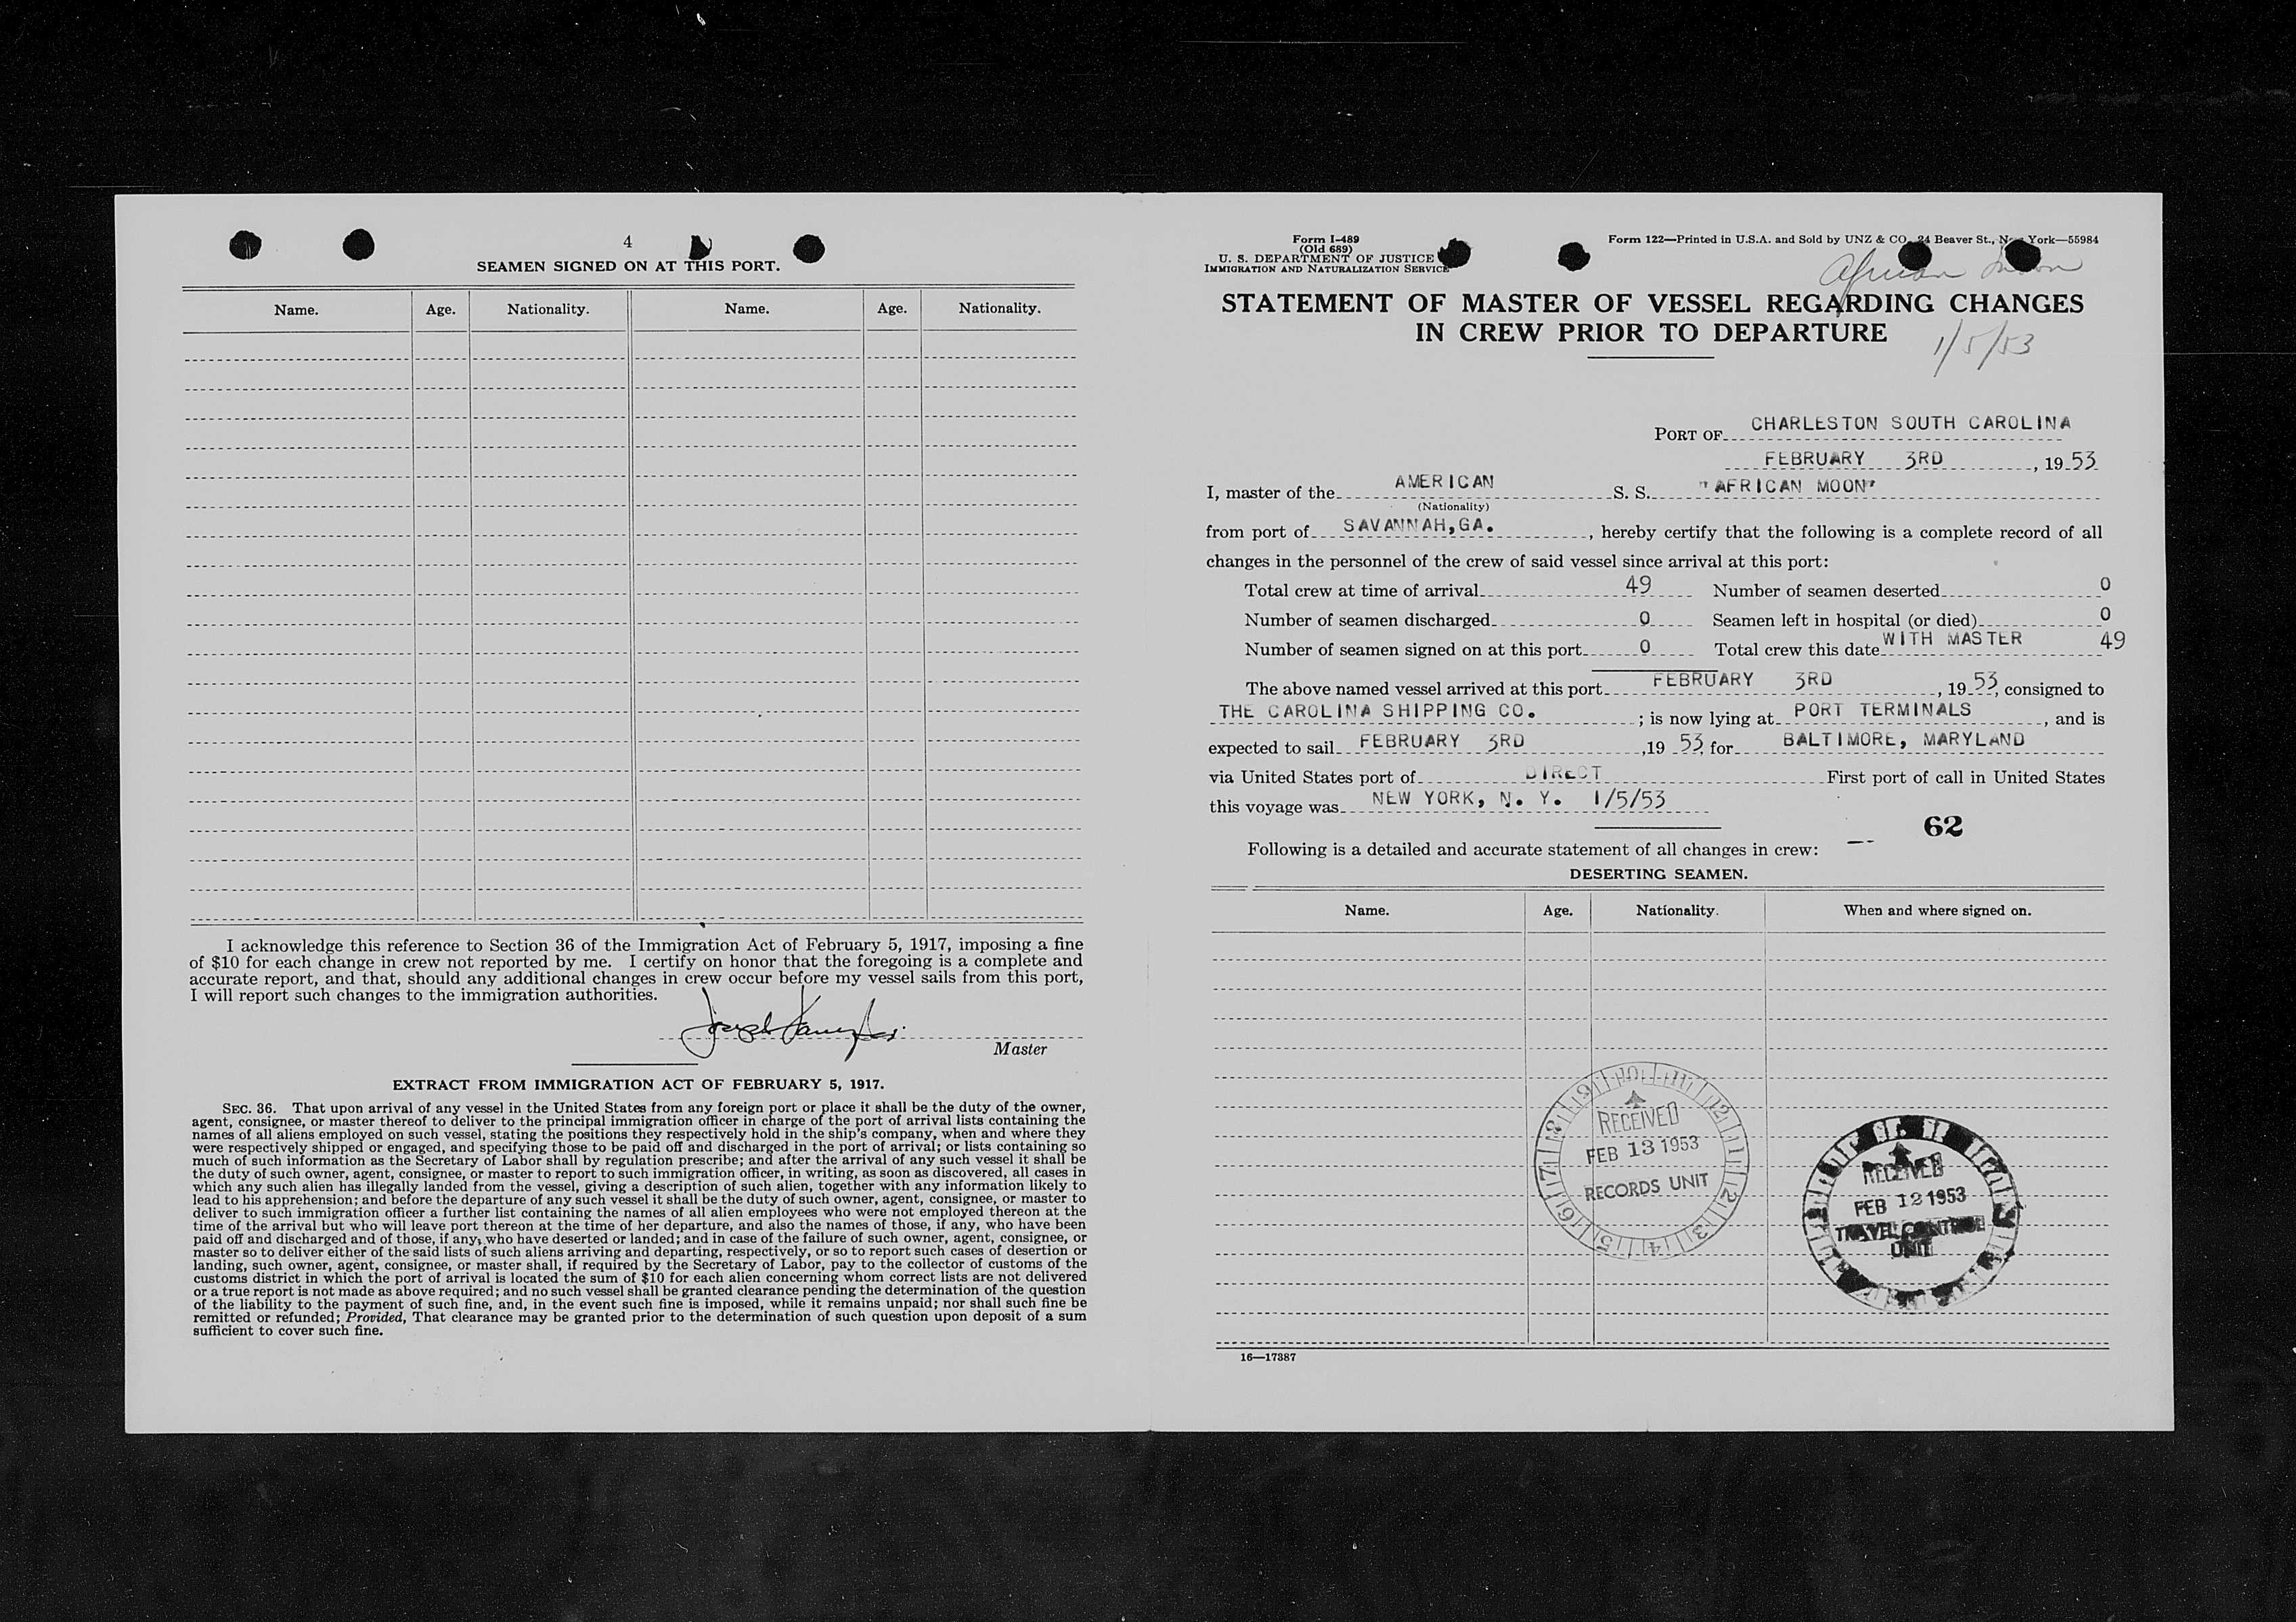 4
SEAMEN SIGNED ON AT THIS PORT.
Name. Age. Nationality. Name. Age. Nationality.
I acknowledge this reference to Section 36 of the Immigration Act of February 5, 1917, imposing a fine
of $10 for each change in crew not reported by me. I certify on honor that the foregoing is a complete and
accurate report, and that, should any additional changes in crew occur before my vessel sails from this port,
I will report such changes to the immigration authorities.
Joseph
Master
EXTRACT FROM IMMIGRATION ACT OF FEBRUARY 5, 1917.
SEC. 36. That upon arrival of any vessel in the United States from any foreign port or place it shall be the duty of the owner,
agent, consignee, or master thereof to deliver to the principal immigration officer in charge of the port of arrival lists containing the
names of all aliens employed on such vessel, stating the positions they respectively hold in the ship's company, when and where they
were respectively shipped or engaged, and specifying those to be paid off and discharged in the port of arrival; or lists containing so
much of such information as the Secretary of Labor shall by regulation prescribe; and after the arrival of any such vessel it shall be
the duty of such owner, agent, consignee, or master to report to such immigration officer, in writing, as soon as discovered, all cases in
which any such alien has illegally landed from the vessel, giving a description of such alien, together with any information likely to
lead to his apprehension; and before the departure of any such vessel it shall be the duty of such owner, agent, consignee, or master to
deliver to such immigration officer a further list containing the names of all alien employees who were not employed thereon at the
time of the arrival but who will leave port thereon at the time of her departure, and also the names of those, if any, who have been
paid off and discharged and of those, if any, who have deserted or landed; and in case of the failure of such owner, agent, consignee, or
master so to deliver either of the said lists of such aliens arriving and departing, respectively, or so to report such cases of desertion or
landing, such owner, agent, consignee, or master shall, if required by the Secretary of Labor, pay to the collector of customs of the
customs district in which the port of arrival is located the sum of $10 for each alien concerning whom correct lists are not delivered
or a true report is not made as above required; and no such vessel shall be granted clearance pending the determination of the question
of the liability to the payment of such fine, and, in the event such fine is imposed, while it remains unpaid; nor shall such fine be
remitted or refunded; Provided, That clearance may be granted prior to the determination of such question upon deposit of a sum
sufficient to cover such fine.
Form I-489
(Old 689)
U. S. DEPARTMENT OF JUSTICE
IMMIGRATION AND NATURALIZATION SERVICE
Form 122—Printed in U.S.A. and Sold by UNZ & CO. 24 Beaver St., New York—55984
African Moon
STATEMENT OF MASTER OF VESSEL REGARDING CHANGES
IN CREW PRIOR TO DEPARTURE
1/5/53
PORT OF CHARLESTON SOUTH CAROLINA
FEBRUARY 3RD, 19 53
I, master of the AMERICAN S. S. "AFRICAN MOON"
(Nationality)
from port of SAVANNAH, GA., hereby certify that the following is a complete record of all
changes in the personnel of the crew of said vessel since arrival at this port:
Total crew at time of arrival 49 Number of seamen deserted 0
Number of seamen discharged 0 Seamen left in hospital (or died) 0
Number of seamen signed on at this port 0 Total crew this date WITH MASTER 49
The above named vessel arrived at this port FEBRUARY 3RD, 19 53, consigned to
THE CAROLINA SHIPPING CO.; is now lying at PORT TERMINALS, and is
expected to sail FEBRUARY 3RD, 19 53, for BALTIMORE, MARYLAND
via United States port of DIRECT First port of call in United States
this voyage was NEW YORK, N. Y. 1/5/53
62
Following is a detailed and accurate statement of all changes in crew:
DESERTING SEAMEN.
Name. Age. Nationality. When and where signed on.
9 10 11 12 1 2 3 4 5 6 7 8
RECEIVED
FEB 13 1953
RECORDS UNIT
RECEIVED
FEB 12 1953
TRAVEL CONTROL
UNIT
16—17387